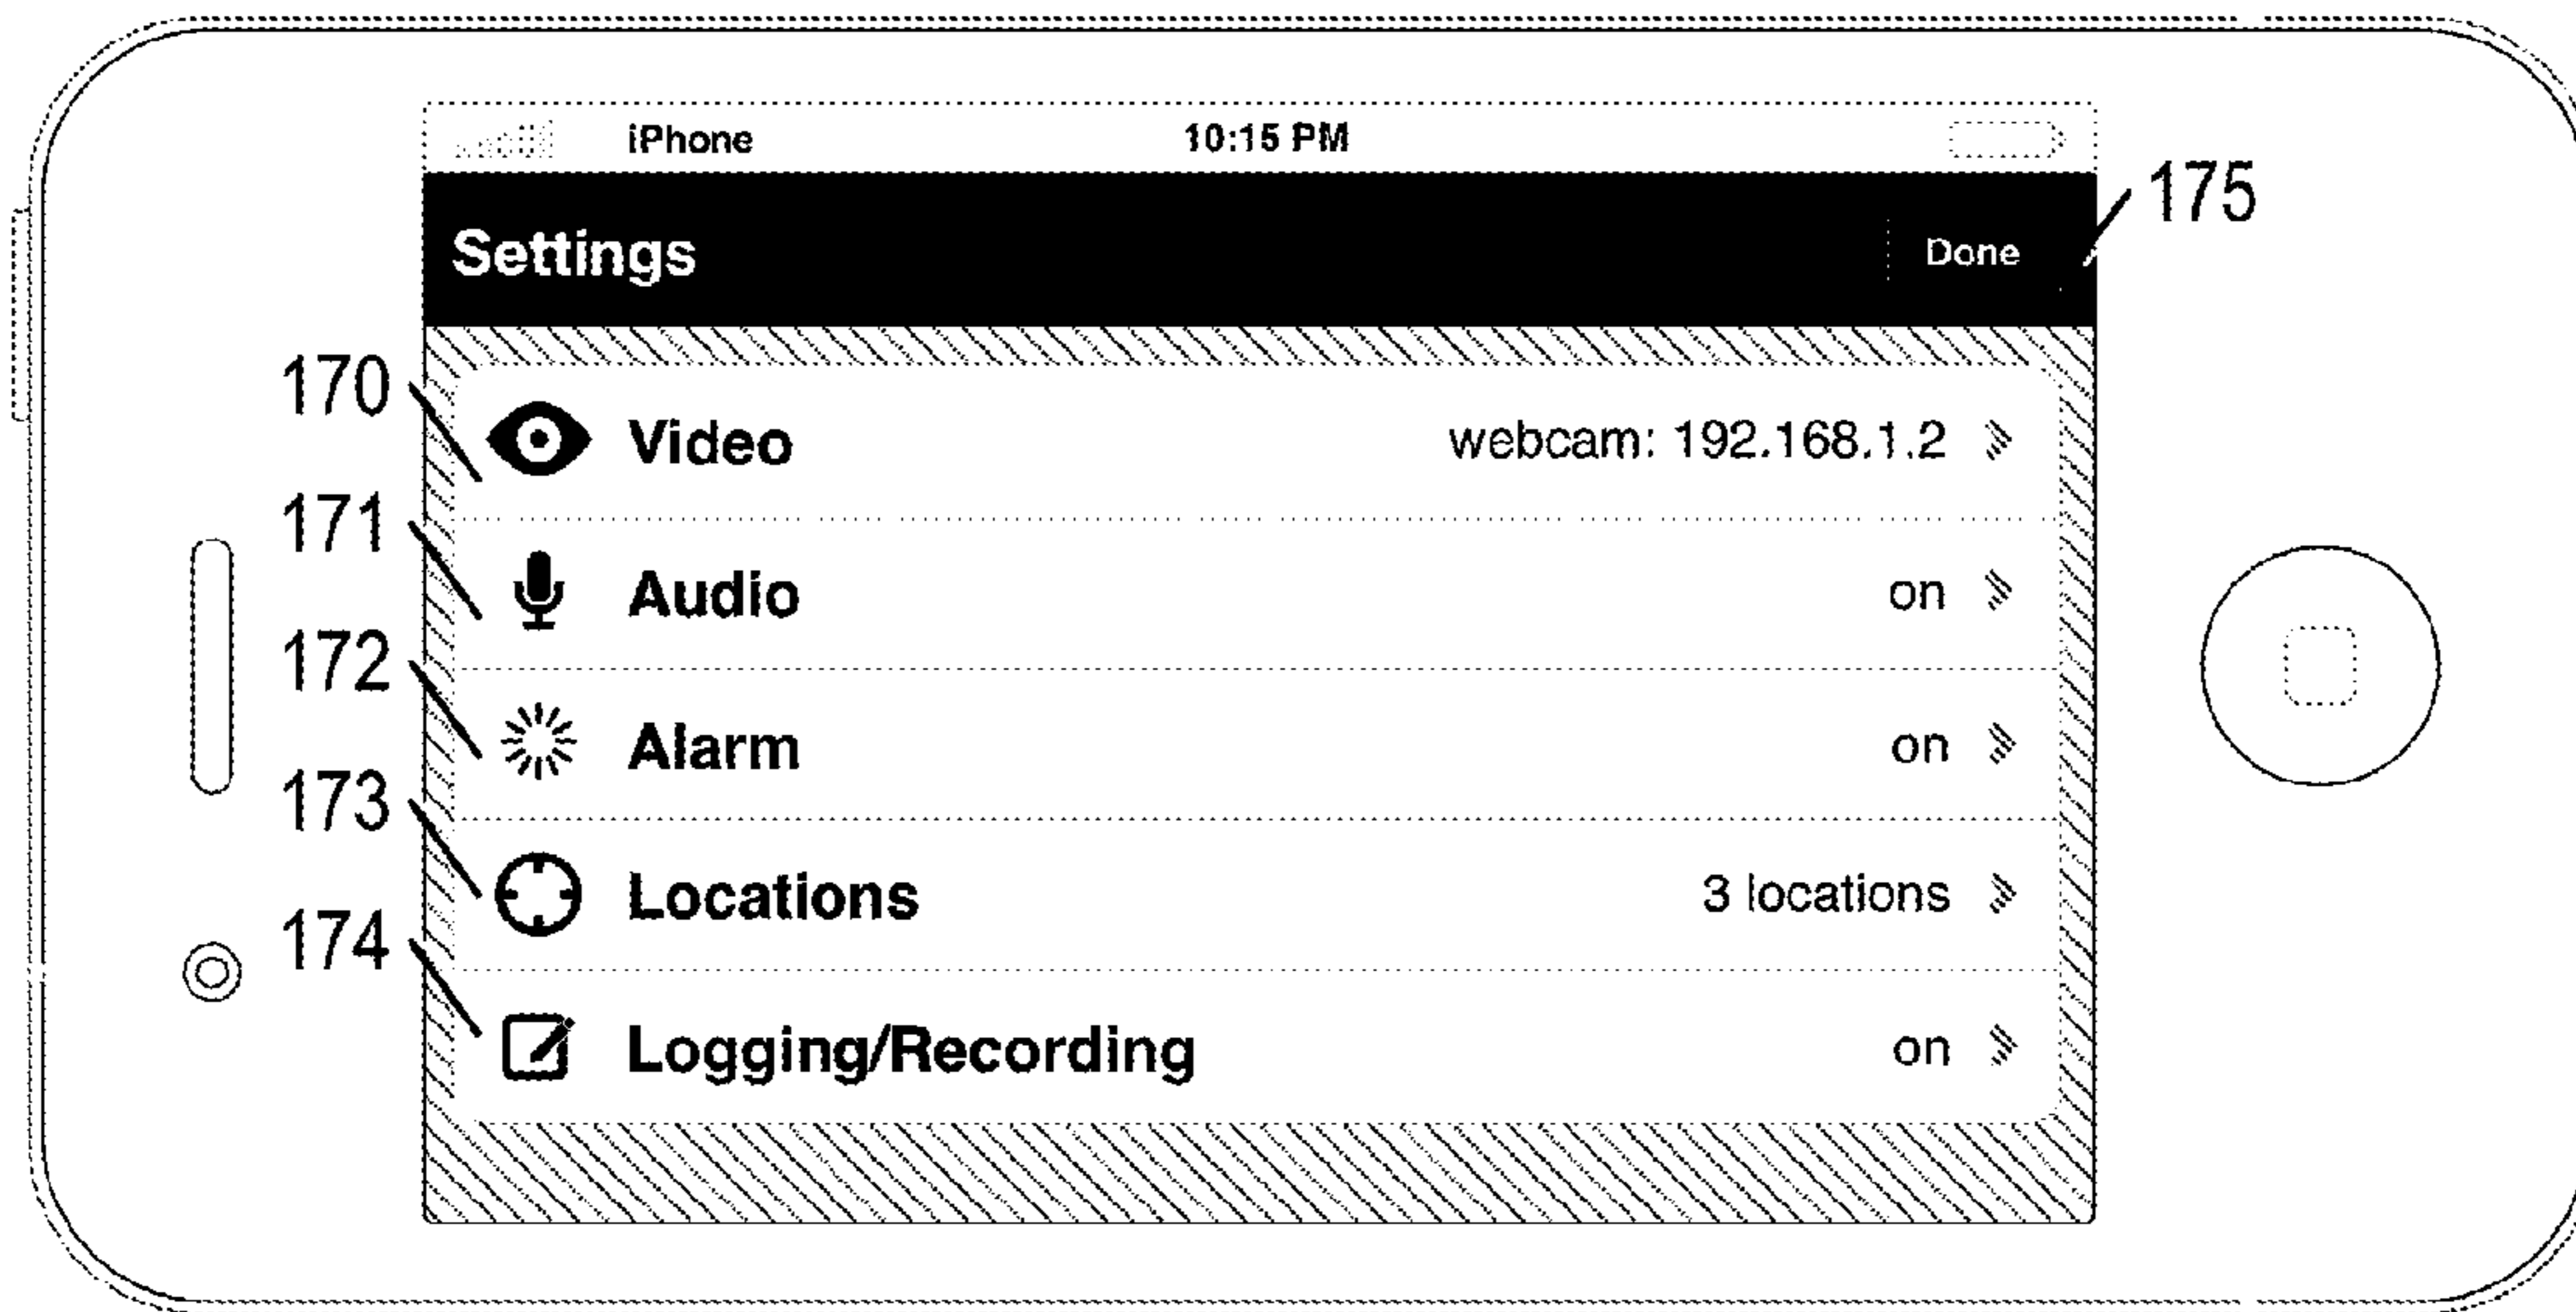 iPhone 10:15 PM
175
Settings Done
170
Video webcam: 192.168.1.2
171
Audio on
172
Alarm on
173
Locations 3 locations
174
Logging/Recording on